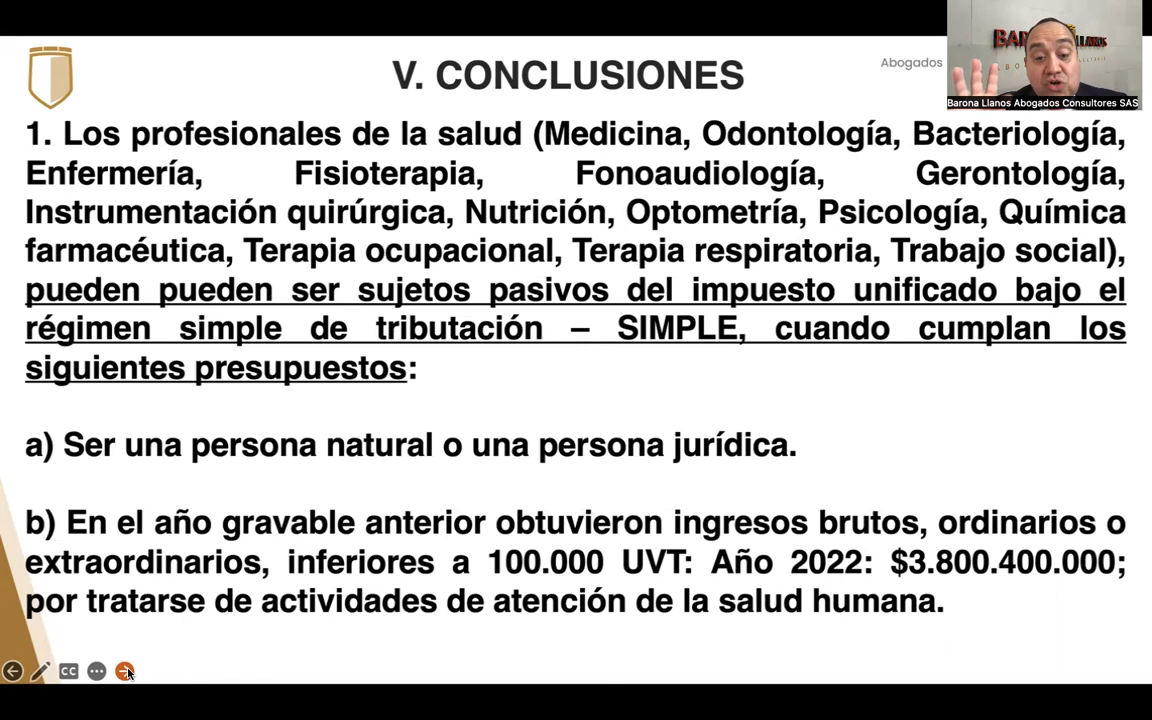 V. CONCLUSIONES
Abogados
BAR LLANOS
Barona Llanos Abogados Consultores SAS
1. Los profesionales de la salud (Medicina, Odontología, Bacteriología,
Enfermería, Fisioterapia, Fonoaudiología, Gerontología,
Instrumentación quirúrgica, Nutrición, Optometría, Psicología, Química
farmacéutica, Terapia ocupacional, Terapia respiratoria, Trabajo social),
pueden pueden ser sujetos pasivos del impuesto unificado bajo el
régimen simple de tributación – SIMPLE, cuando cumplan los
siguientes presupuestos:
a) Ser una persona natural o una persona jurídica.
b) En el año gravable anterior obtuvieron ingresos brutos, ordinarios o
extraordinarios, inferiores a 100.000 UVT: Año 2022: $3.800.400.000;
por tratarse de actividades de atención de la salud humana.
CC